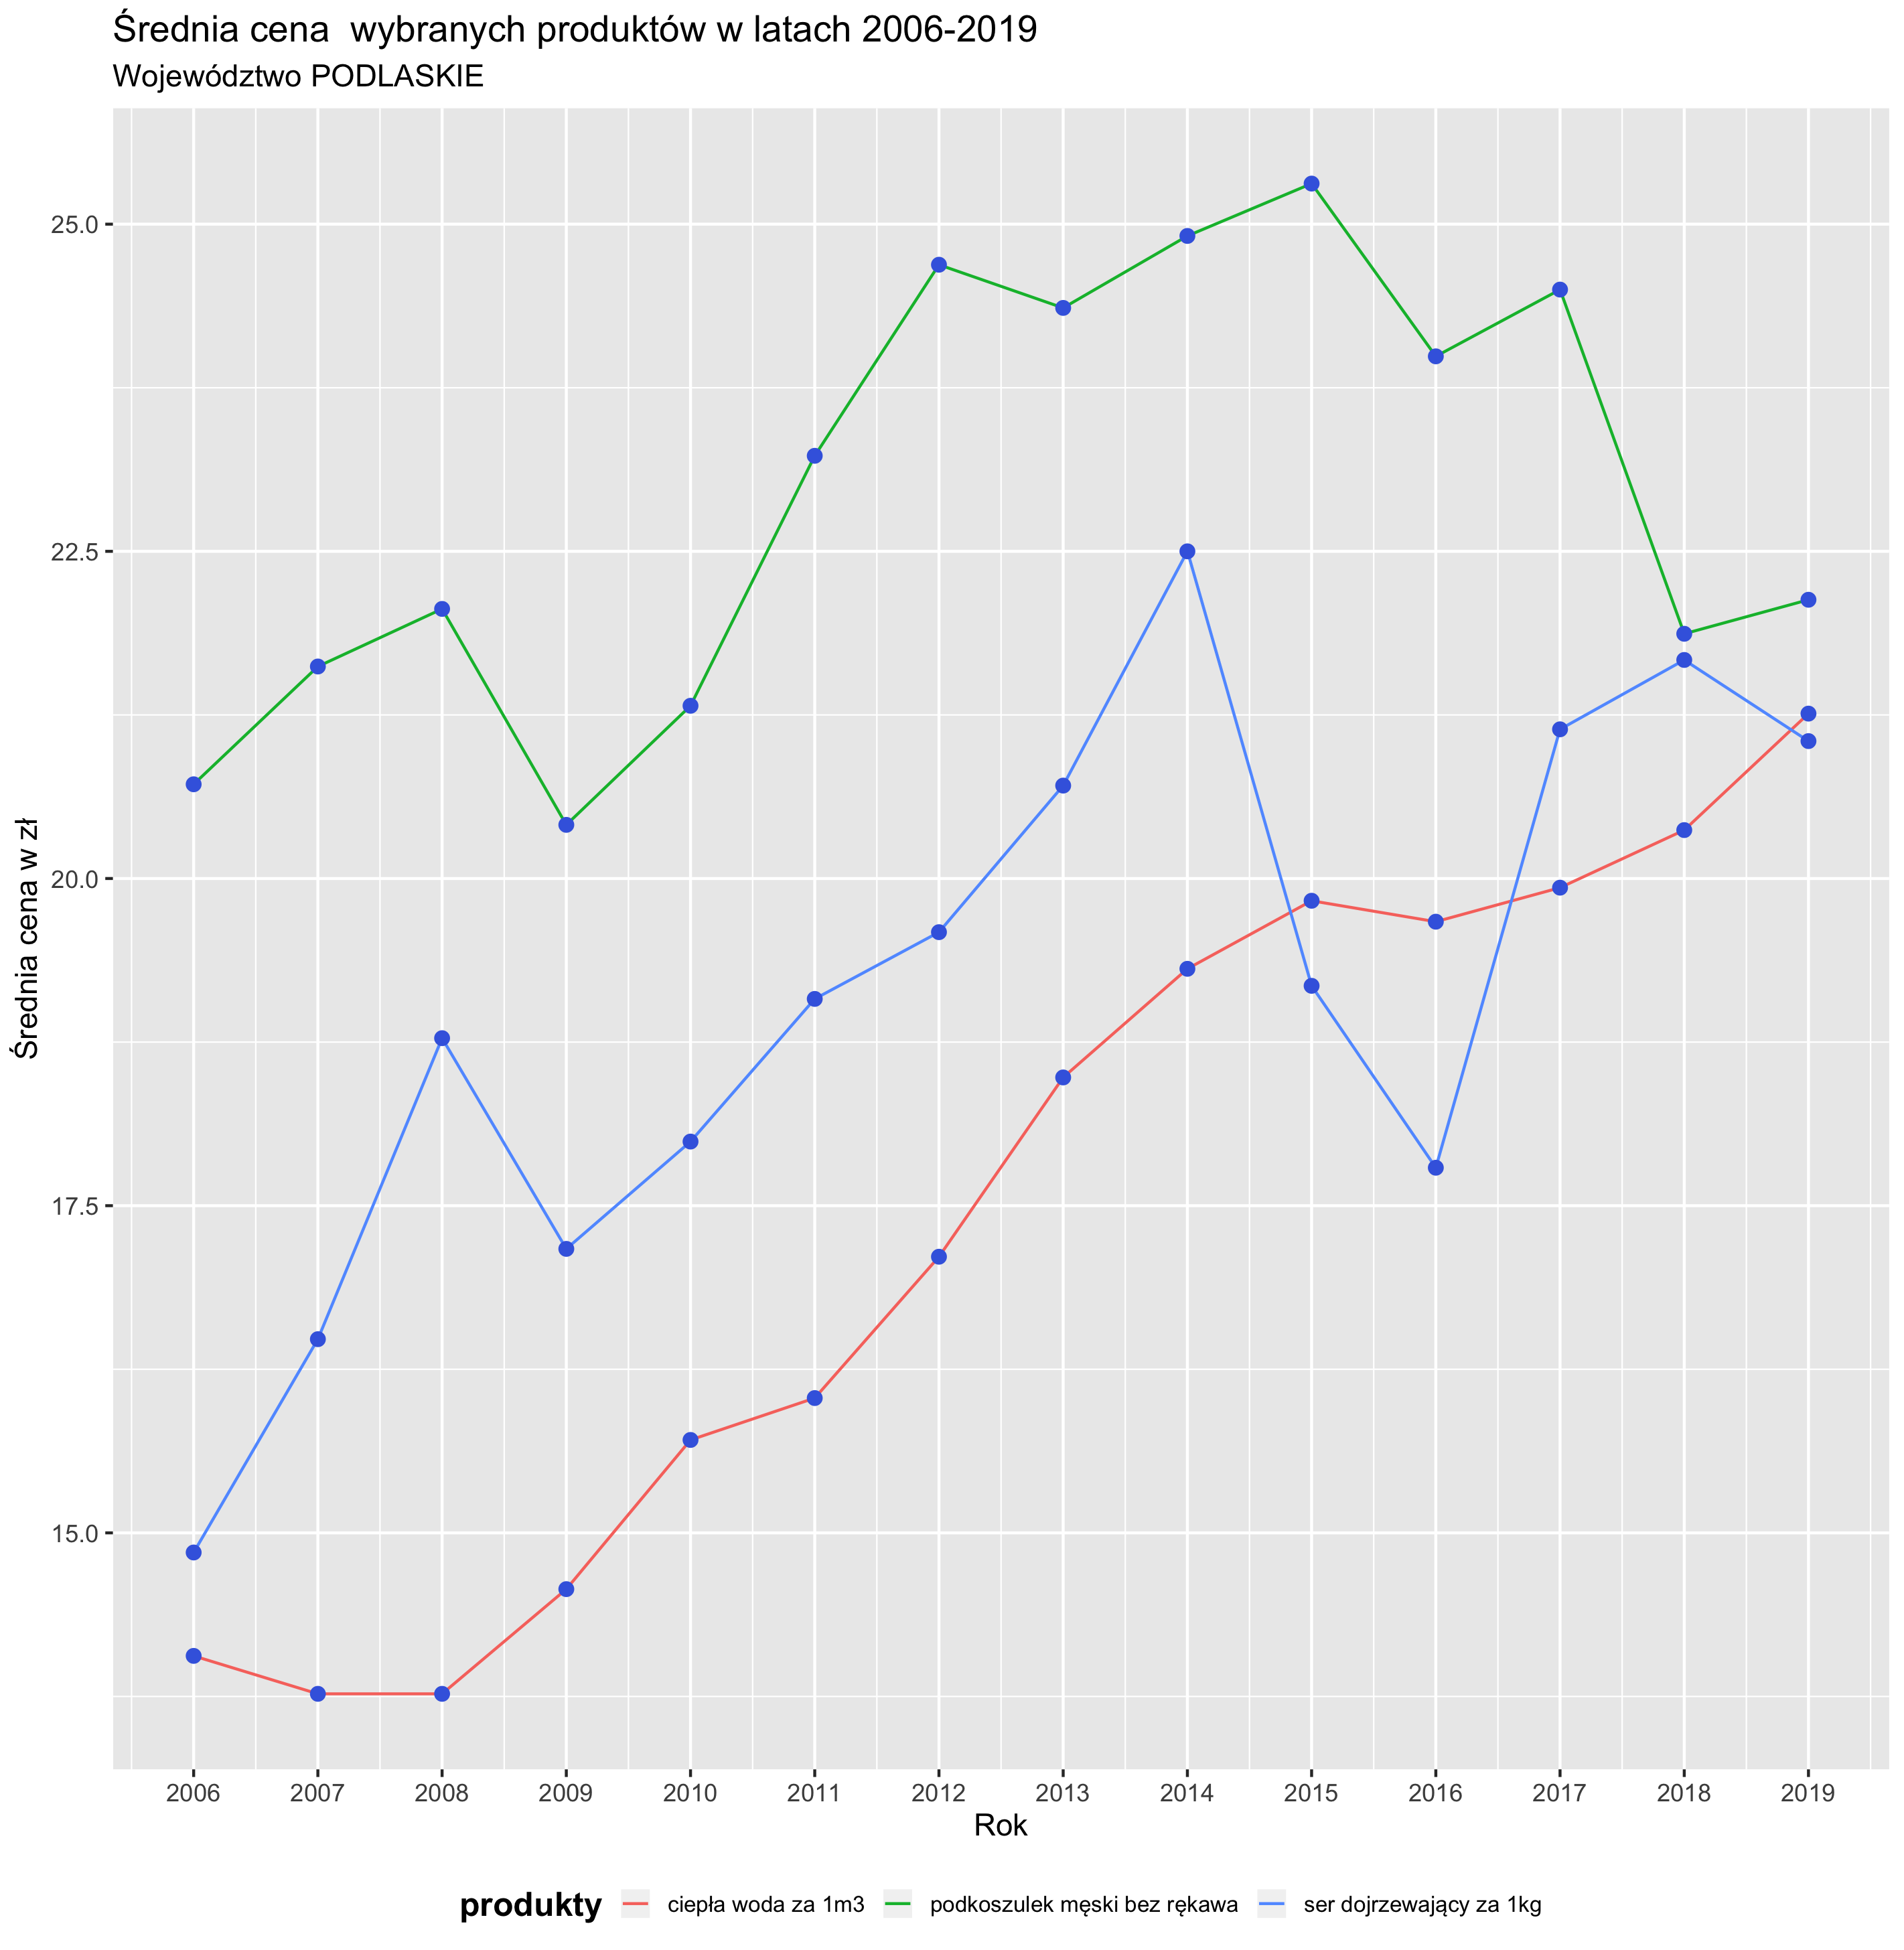 Średnia cena  wybranych produktów w latach 2006-2019
Województwo PODLASKIE
Średnia cena w zł
25.0
22.5
20.0
17.5
15.0
2006 2007 2008 2009 2010 2011 2012 2013 2014 2015 2016 2017 2018 2019
Rok
produkty ciepła woda za 1m3 podkoszulek męski bez rękawa ser dojrzewający za 1kg